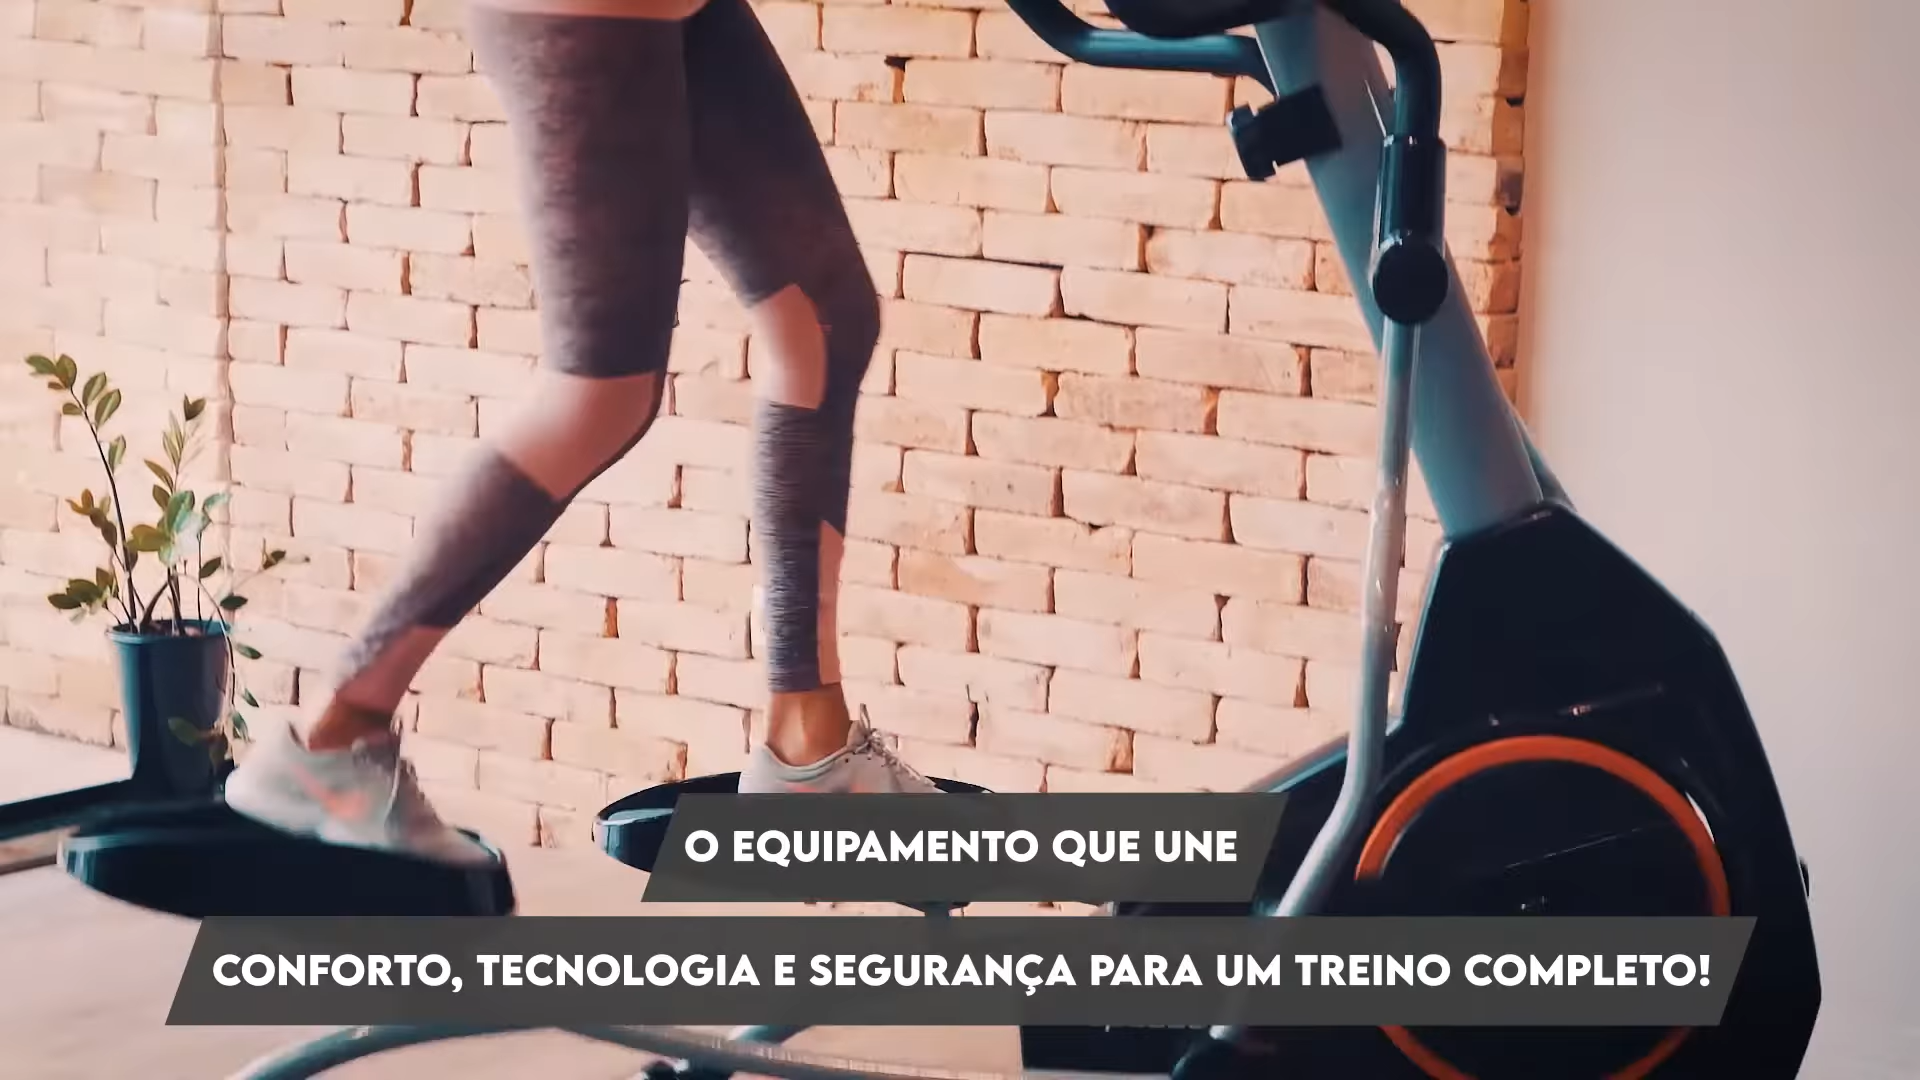 O EQUIPAMENTO QUE UNE
CONFORTO, TECNOLOGIA E SEGURANÇA PARA UM TREINO COMPLETO!